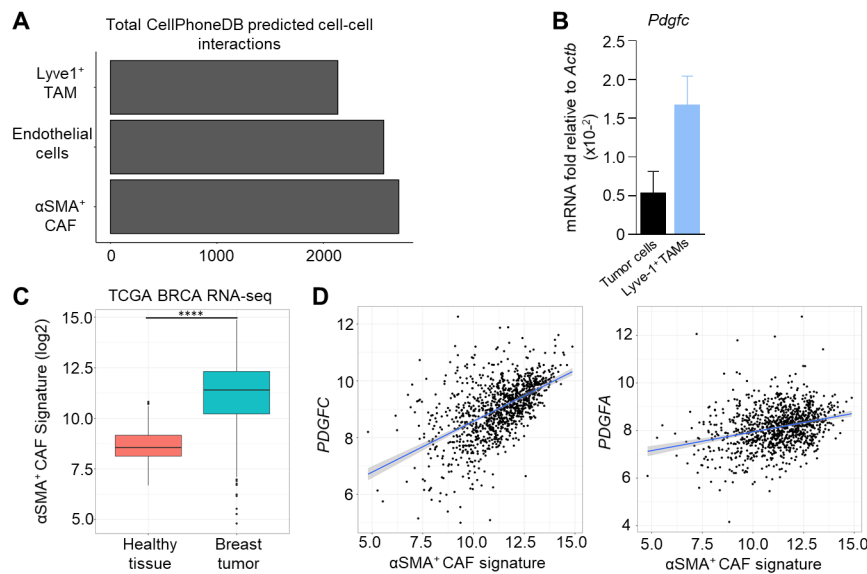 A
Total CellPhoneDB predicted cell-cell
interactions
Lyve1⁺
TAM
Endothelial
cells
αSMA⁺
CAF
0
1000
2000
B
Pdgfc
mRNA fold relative to Actb
(x10-²)
2.5
2.0
1.5
1.0
0.5
0
Tumor cells
Lyve-1⁺ TAMs
C
TCGA BRCA RNA-seq
αSMA⁺ CAF Signature (log2)
15.0
12.5
10.0
7.5
5.0
****
Healthy
tissue
Breast
tumor
D
PDGFC
12
10
8
6
5.0
7.5
10.0
12.5
15.0
αSMA⁺ CAF signature
PDGFA
12
10
8
6
4
5.0
7.5
10.0
12.5
15.0
αSMA⁺ CAF signature